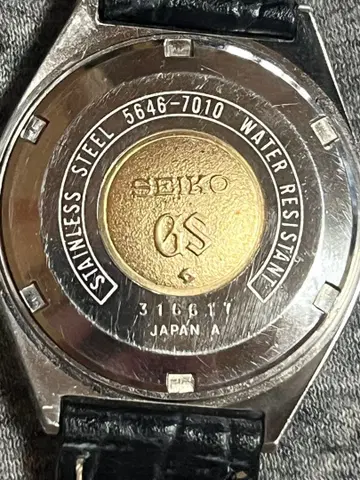 STAINLESS STEEL 5646-7010 WATER RESISTANT
SEIKO
GS
316611
JAPAN A